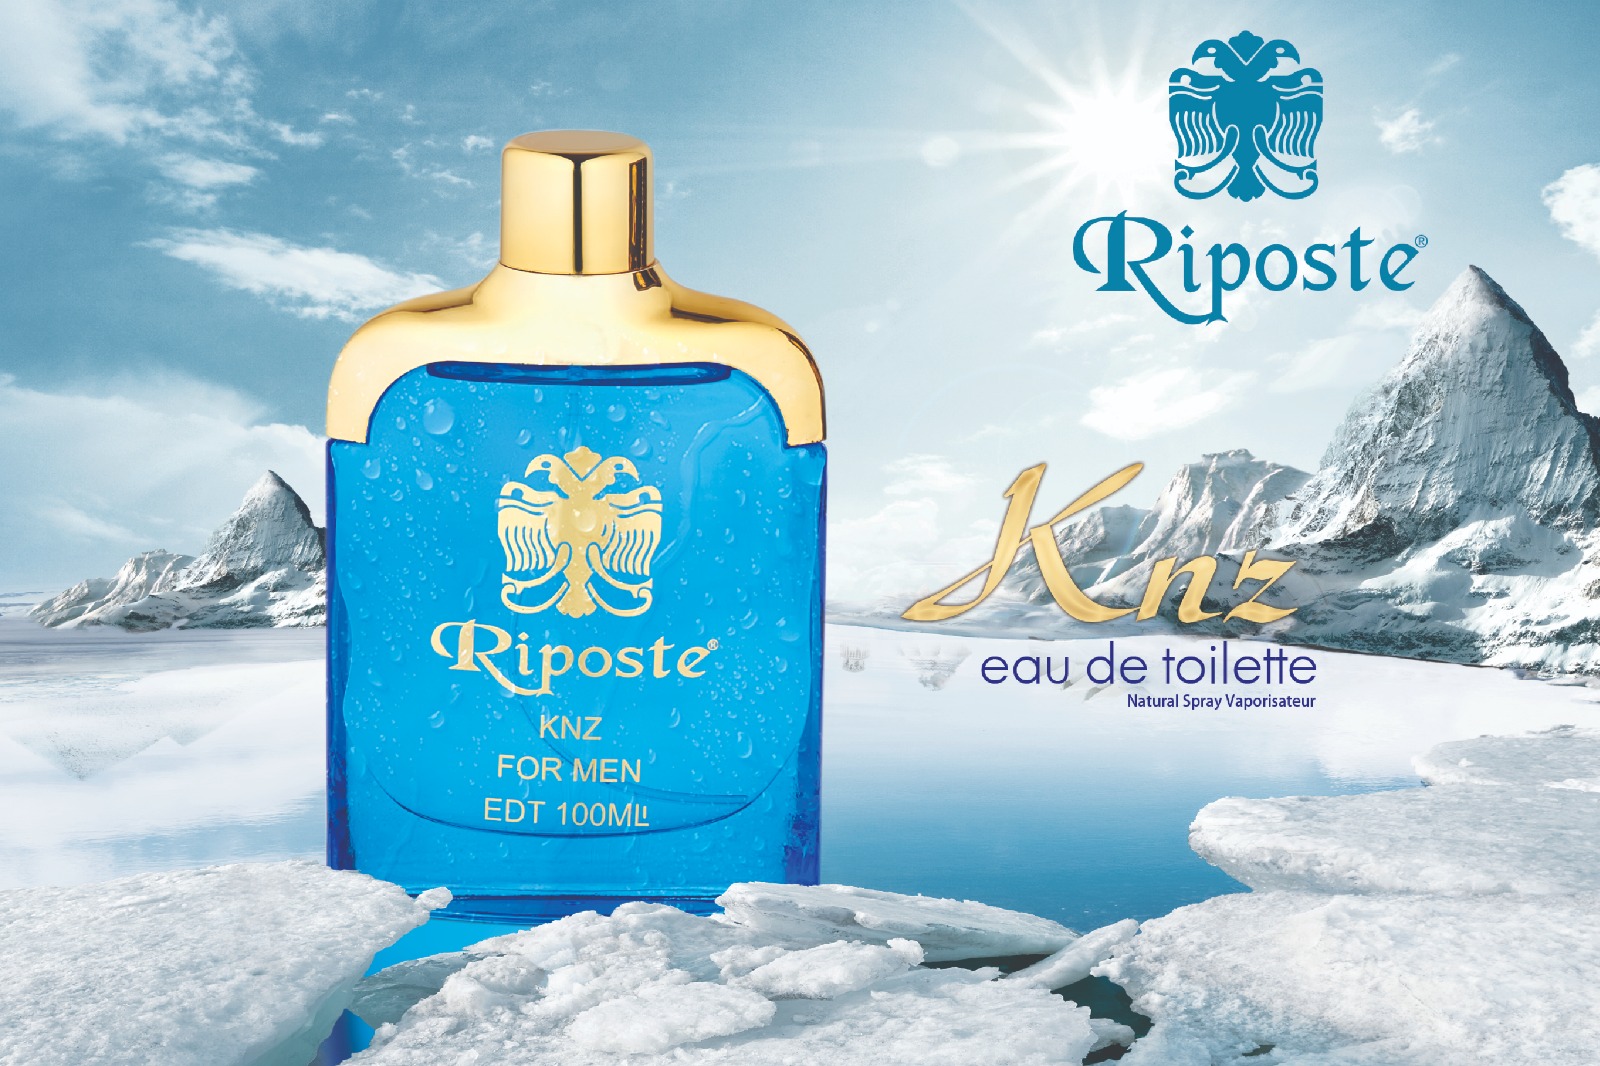 Riposte®
Knz
eau de toilette
Natural Spray Vaporisateur
Riposte®
KNZ
FOR MEN
EDT 100ML